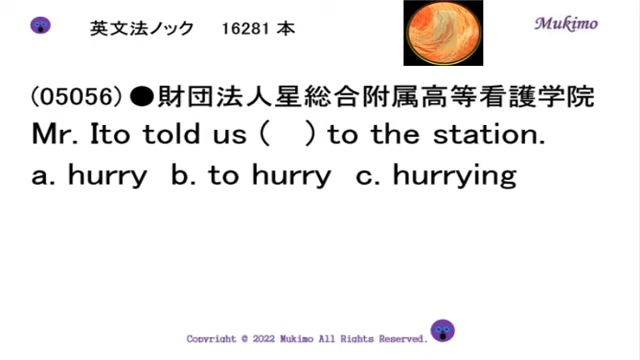 英文法ノック 16281 本 Mukimo
(05056) ●財団法人星総合附属高等看護学院
Mr. Ito told us ( ) to the station.
a. hurry b. to hurry c. hurrying
Copyright @ 2022 Mukimo All Rights Reserved.